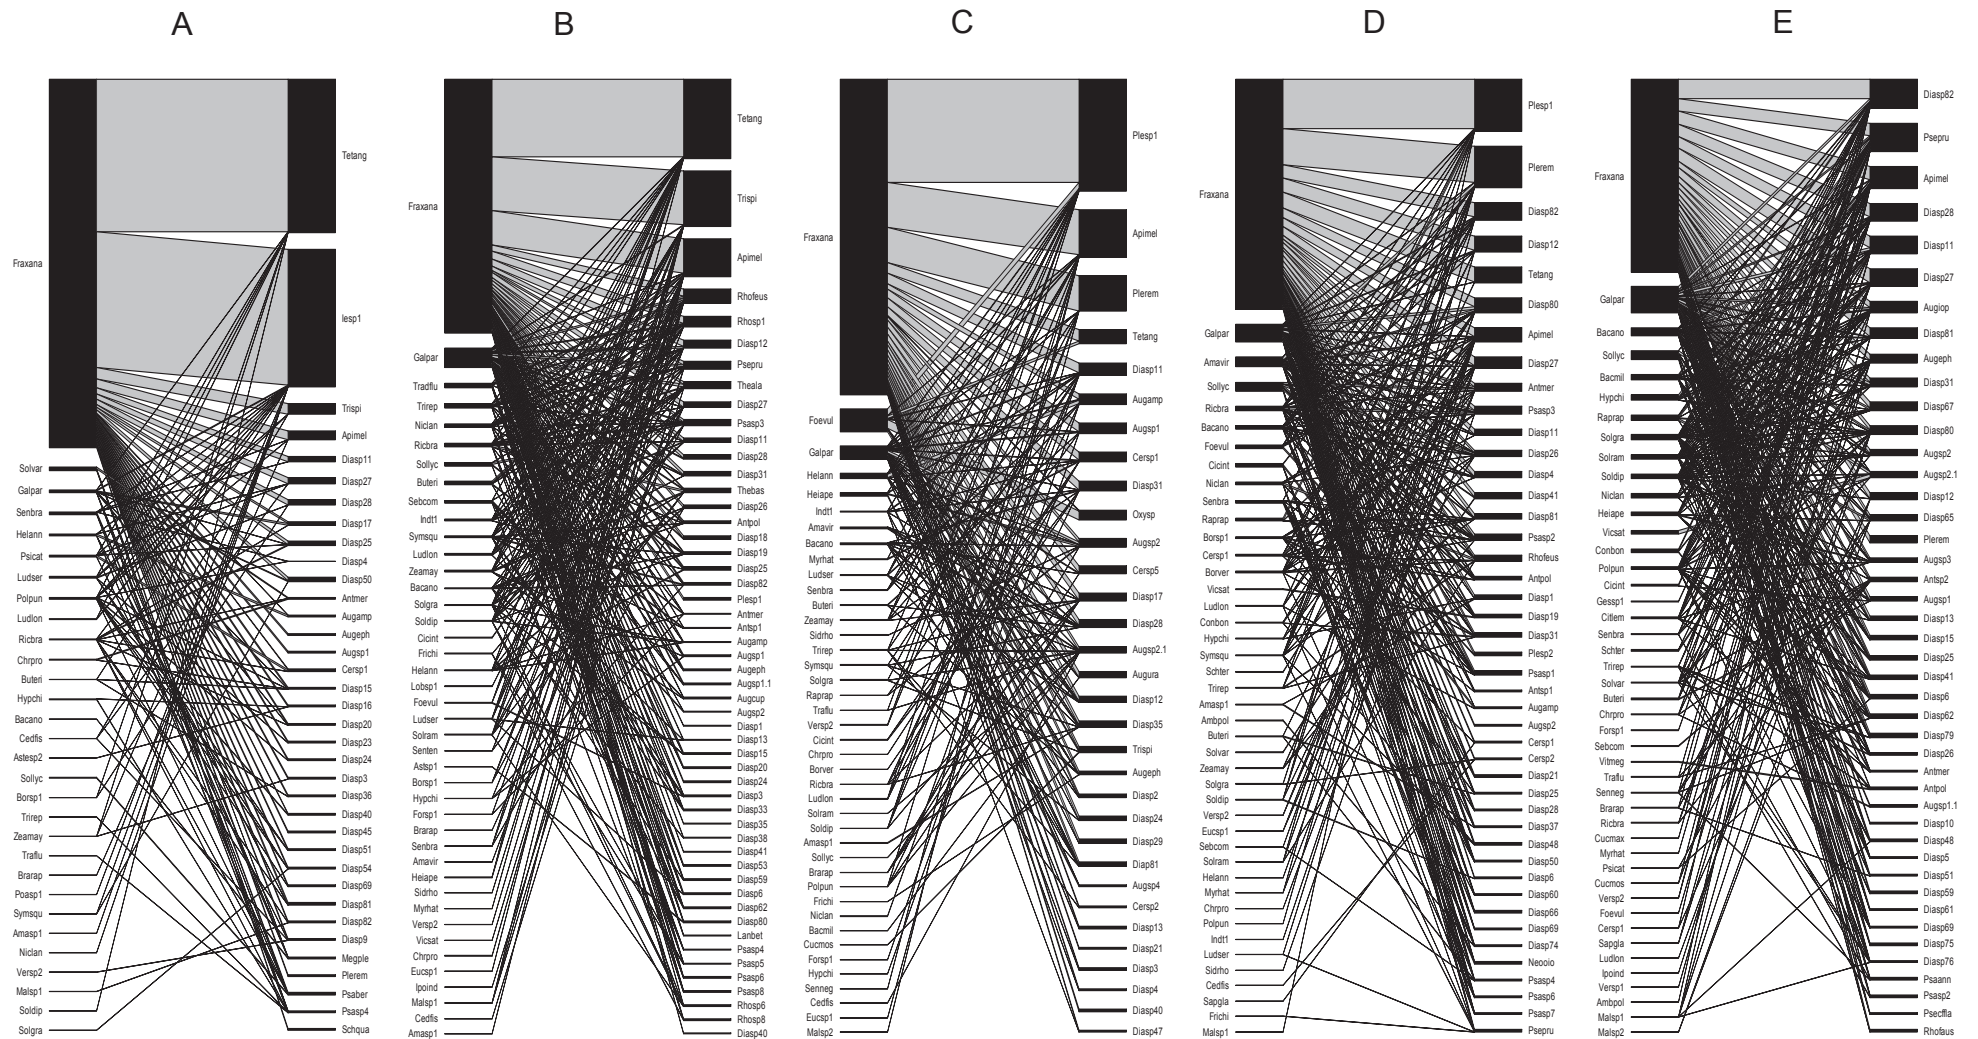 A
B
C
D
E
Fraxana
Solvar
Galpar
Senbra
Helann
Psicat
Ludser
Polpun
Ludlon
Ricbra
Chrpro
Buteri
Hypchi
Bacano
Cedfis
Astesp2
Sollyc
Borsp1
Trirep
Zeamay
Traflu
Brarap
Poasp1
Symsqu
Amasp1
Niclan
Versp2
Malsp1
Soldip
Solgra
Tetang
Iesp1
Trispi
Apimel
Diasp11
Diasp27
Diasp28
Diasp17
Diasp25
Diasp4
Diasp50
Antmer
Augamp
Augeph
Augsp1
Cersp1
Diasp15
Diasp16
Diasp20
Diasp23
Diasp24
Diasp3
Diasp36
Diasp40
Diasp45
Diasp51
Diasp54
Diasp69
Diasp81
Diasp82
Diasp9
Megple
Plerem
Psaber
Psasp4
Schqua
Fraxana
Galpar
Tradflu
Trirep
Niclan
Ricbra
Sollyc
Buteri
Sebcom
Indt1
Symsqu
Ludlon
Zeamay
Bacano
Solgra
Soldip
Cicint
Frichi
Helann
Lobsp1
Foevul
Ludser
Solram
Senten
Astsp1
Borsp1
Hypchi
Forsp1
Brarap
Senbra
Amavir
Heiape
Sidrho
Myrhat
Versp2
Vicsat
Chrpro
Eucsp1
Ipoind
Malsp1
Cedfis
Amasp1
Tetang
Trispi
Apimel
Rhofeus
Rhosp1
Diasp12
Psepru
Theala
Diasp27
Psasp3
Diasp11
Diasp28
Diasp31
Thebas
Diasp26
Antpol
Diasp18
Diasp19
Diasp25
Diasp82
Plesp1
Antmer
Antsp1
Augamp
Augsp1
Augeph
Augsp1.1
Augcup
Augsp2
Diasp1
Diasp13
Diasp15
Diasp20
Diasp24
Diasp3
Diasp33
Diasp35
Diasp38
Diasp41
Diasp53
Diasp59
Diasp6
Diasp62
Diasp80
Lanbet
Psasp4
Psasp5
Psasp6
Psasp8
Rhosp6
Rhosp8
Diasp40
Fraxana
Foevul
Galpar
Helann
Heiape
Indt1
Amavir
Bacano
Myrhat
Ludser
Senbra
Buteri
Zeamay
Sidrho
Trirep
Symsqu
Solgra
Raprap
Traflu
Versp2
Cicint
Chrpro
Borver
Ricbra
Ludlon
Solram
Soldip
Amasp1
Sollyc
Brarap
Polpun
Frichi
Niclan
Bacmil
Cucmos
Forsp1
Hypchi
Senneg
Cedfis
Eucsp1
Malsp2
Plesp1
Apimel
Plerem
Tetang
Diasp11
Augamp
Augsp1
Cersp1
Diasp31
Oxysp
Augsp2
Cersp5
Diasp17
Diasp28
Augsp2.1
Augura
Diasp12
Diasp35
Trispi
Augeph
Diasp2
Diasp24
Diasp29
Diap81
Augsp4
Cersp2
Diasp13
Diasp21
Diasp3
Diasp4
Diasp40
Diasp47
Fraxana
Galpar
Amavir
Sollyc
Ricbra
Bacano
Foevul
Cicint
Niclan
Senbra
Raprap
Borsp1
Cersp1
Borver
Vicsat
Ludlon
Conbon
Hypchi
Symsqu
Schter
Trirep
Amasp1
Ambpol
Buteri
Solvar
Zeamay
Solgra
Soldip
Versp2
Eucsp1
Sebcom
Solram
Helann
Myrhat
Chrpro
Polpun
Indt1
Ludser
Sidrho
Cedfis
Sapgla
Frichi
Malsp1
Plesp1
Plerem
Diasp82
Diasp12
Tetang
Diasp80
Apimel
Diasp27
Antmer
Psasp3
Diasp11
Diasp26
Diasp4
Diasp41
Diasp81
Psasp2
Rhofeus
Antpol
Diasp1
Diasp19
Diasp31
Plesp2
Psasp1
Antsp1
Augamp
Augsp2
Cersp1
Cersp2
Diasp21
Diasp25
Diasp28
Diasp37
Diasp48
Diasp50
Diasp6
Diasp60
Diasp66
Diasp69
Diasp74
Neooio
Psasp4
Psasp6
Psasp7
Psepru
Fraxana
Galpar
Bacano
Sollyc
Bacmil
Hypchi
Raprap
Solgra
Solram
Soldip
Niclan
Heiape
Vicsat
Conbon
Polpun
Cicint
Gessp1
Citlem
Senbra
Schter
Trirep
Solvar
Buteri
Chrpro
Forsp1
Sebcom
Vitmeg
Traflu
Senneg
Brarap
Ricbra
Cucmax
Myrhat
Psicat
Cucmos
Versp2
Foevul
Cersp1
Sapgla
Ludlon
Ipoind
Versp1
Ambpol
Malsp1
Malsp2
Diasp82
Psepru
Apimel
Diasp28
Diasp11
Diasp27
Augiop
Diasp81
Augeph
Diasp31
Diasp67
Diasp80
Augsp2
Augsp2.1
Diasp12
Diasp65
Plerem
Augsp3
Antsp2
Augsp1
Diasp13
Diasp15
Diasp25
Diasp41
Diasp6
Diasp62
Diasp79
Diasp26
Antmer
Antpol
Augsp1.1
Diasp10
Diasp48
Diasp5
Diasp51
Diasp59
Diasp61
Diasp69
Diasp75
Diasp76
Psaann
Psasp2
Psecffla
Rhofaus